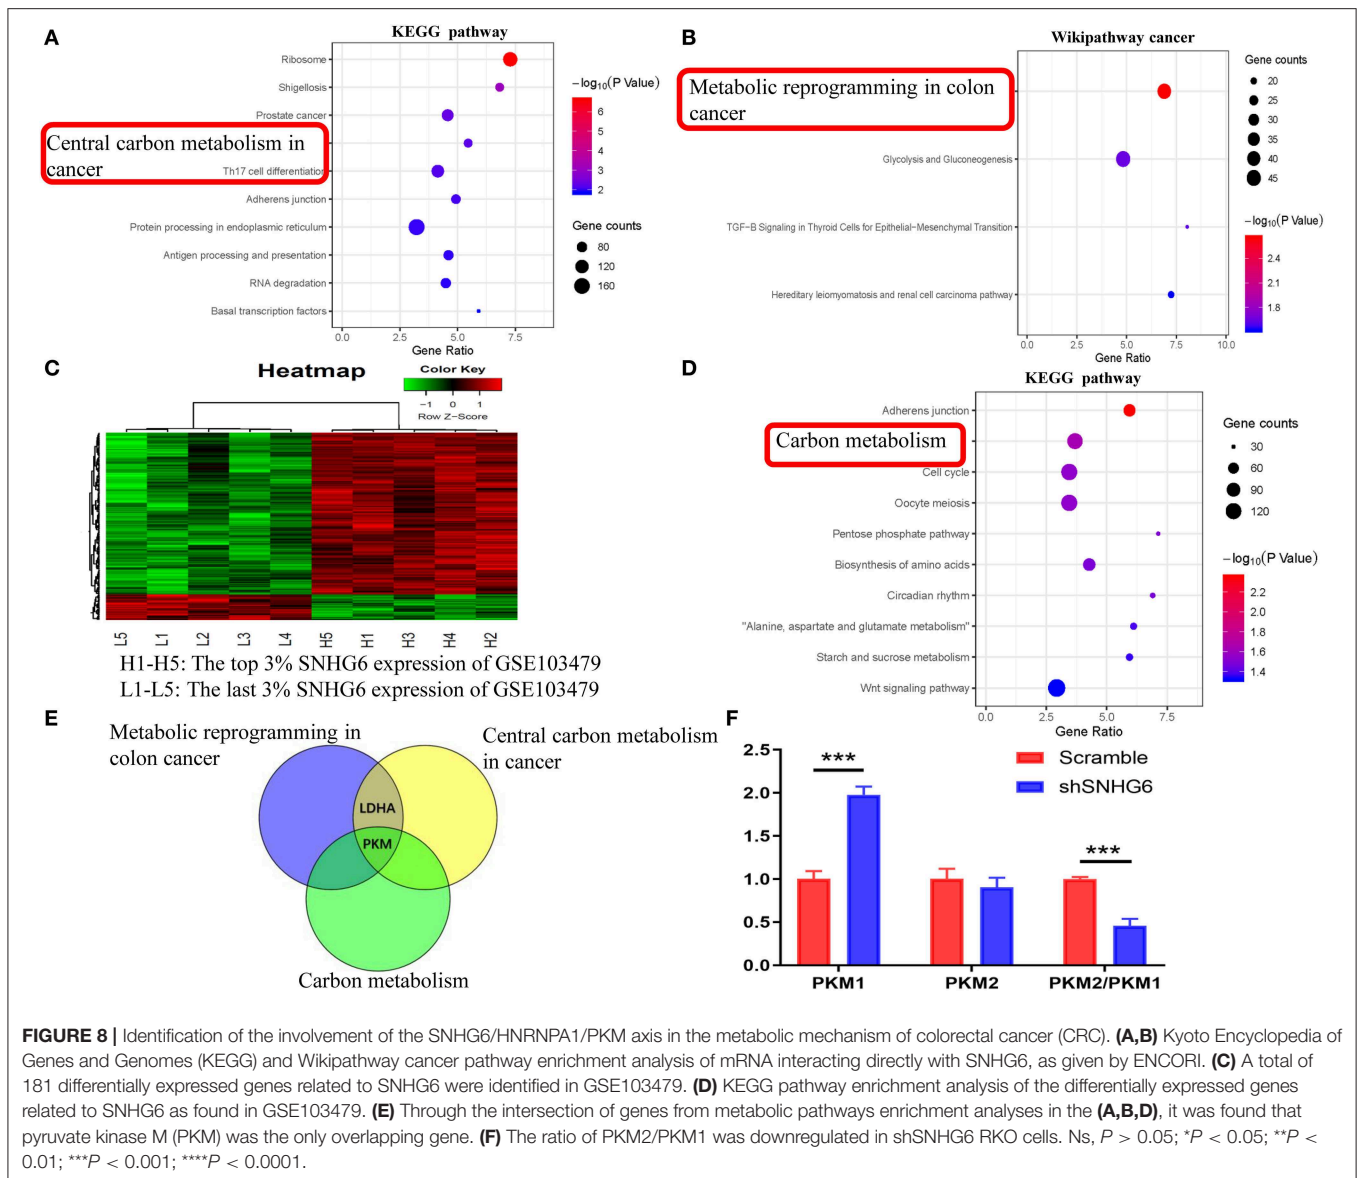 A
KEGG pathway
Ribosome
Shigellosis
Prostate cancer
Central carbon metabolism in
cancer
Th17 cell differentiation
Adherens junction
Protein processing in endoplasmic reticulum
Antigen processing and presentation
RNA degradation
Basal transcription factors
0.0 2.5 5.0 7.5
Gene Ratio
−log10(P Value)
6
5
4
3
2
Gene counts
80
120
160
B
Wikipathway cancer
Metabolic reprogramming in colon
cancer
Glycolysis and Gluconeogenesis
TGF−B Signaling in Thyroid Cells for Epithelial−Mesenchymal Transition
Hereditary leiomyomatosis and renal cell carcinoma pathway
0.0 2.5 5.0 7.5 10.0
Gene Ratio
Gene counts
20
25
30
35
40
45
−log10(P Value)
2.4
2.1
1.8
C
Heatmap
Color Key
−1 0 1
Row Z−Score
L5 L1 L2 L3 L4 H5 H1 H3 H4 H2
H1-H5: The top 3% SNHG6 expression of GSE103479
L1-L5: The last 3% SNHG6 expression of GSE103479
D
KEGG pathway
Adherens junction
Carbon metabolism
Cell cycle
Oocyte meiosis
Pentose phosphate pathway
Biosynthesis of amino acids
Circadian rhythm
"Alanine, aspartate and glutamate metabolism"
Starch and sucrose metabolism
Wnt signaling pathway
0.0 2.5 5.0 7.5
Gene Ratio
Gene counts
30
60
90
120
−log10(P Value)
2.2
2.0
1.8
1.6
1.4
E
Metabolic reprogramming in
colon cancer
Central carbon metabolism
in cancer
LDHA
PKM
Carbon metabolism
F
2.5
2.0
1.5
1.0
0.5
0.0
***
***
Scramble
shSNHG6
PKM1 PKM2 PKM2/PKM1
FIGURE 8 | Identification of the involvement of the SNHG6/HNRNPA1/PKM axis in the metabolic mechanism of colorectal cancer (CRC). (A,B) Kyoto Encyclopedia of
Genes and Genomes (KEGG) and Wikipathway cancer pathway enrichment analysis of mRNA interacting directly with SNHG6, as given by ENCORI. (C) A total of
181 differentially expressed genes related to SNHG6 were identified in GSE103479. (D) KEGG pathway enrichment analysis of the differentially expressed genes
related to SNHG6 as found in GSE103479. (E) Through the intersection of genes from metabolic pathways enrichment analyses in the (A,B,D), it was found that
pyruvate kinase M (PKM) was the only overlapping gene. (F) The ratio of PKM2/PKM1 was downregulated in shSNHG6 RKO cells. Ns, P > 0.05; *P < 0.05; **P <
0.01; ***P < 0.001; ****P < 0.0001.